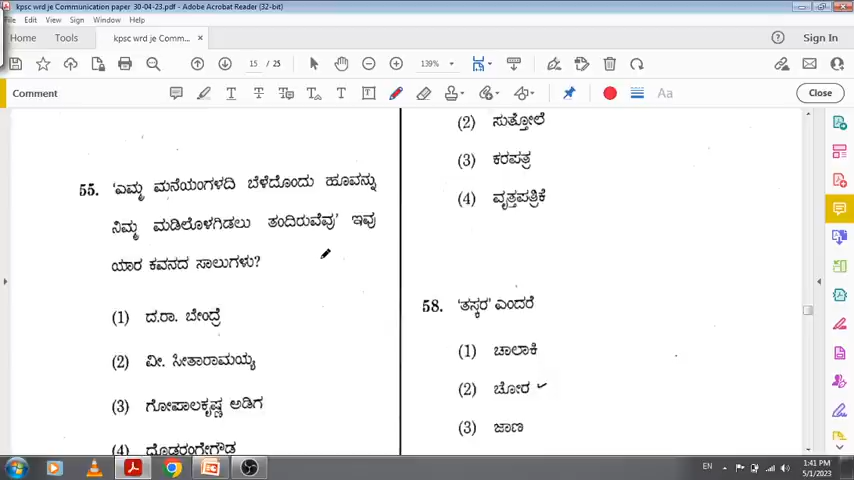 kpsc wrd je Communication paper 30-04-23.pdf - Adobe Acrobat Reader (32-bit)
File Edit View Sign Window Help
Home Tools kpsc wrd je Comm... × Sign In
15 / 25 139%
Comment Aa Close
55. 'ಎಮ್ಮ ಮನೆಯಂಗಳದಿ ಬೆಳೆದೊಂದು ಹೂವನ್ನು
ನಿಮ್ಮ ಮಡಿಲೊಳಗಿಡಲು ತಂದಿರುವೆವು' ಇವು
ಯಾರ ಕವನದ ಸಾಲುಗಳು?
(1) ದ.ರಾ. ಬೇಂದ್ರೆ
(2) ವೀ. ಸೀತಾರಾಮಯ್ಯ
(3) ಗೋಪಾಲಕೃಷ್ಣ ಅಡಿಗ
(4) ದೊಡ್ಡರಂಗೇಗೌಡ
(2) ಸುತ್ತೋಲೆ
(3) ಕರಪತ್ರ
(4) ವೃತ್ತಪತ್ರಿಕೆ
58. 'ತಸ್ಕರ' ಎಂದರೆ
(1) ಚಾಲಾಕಿ
(2) ಚೋರ
(3) ಜಾಣ
EN 1:41 PM
5/1/2023